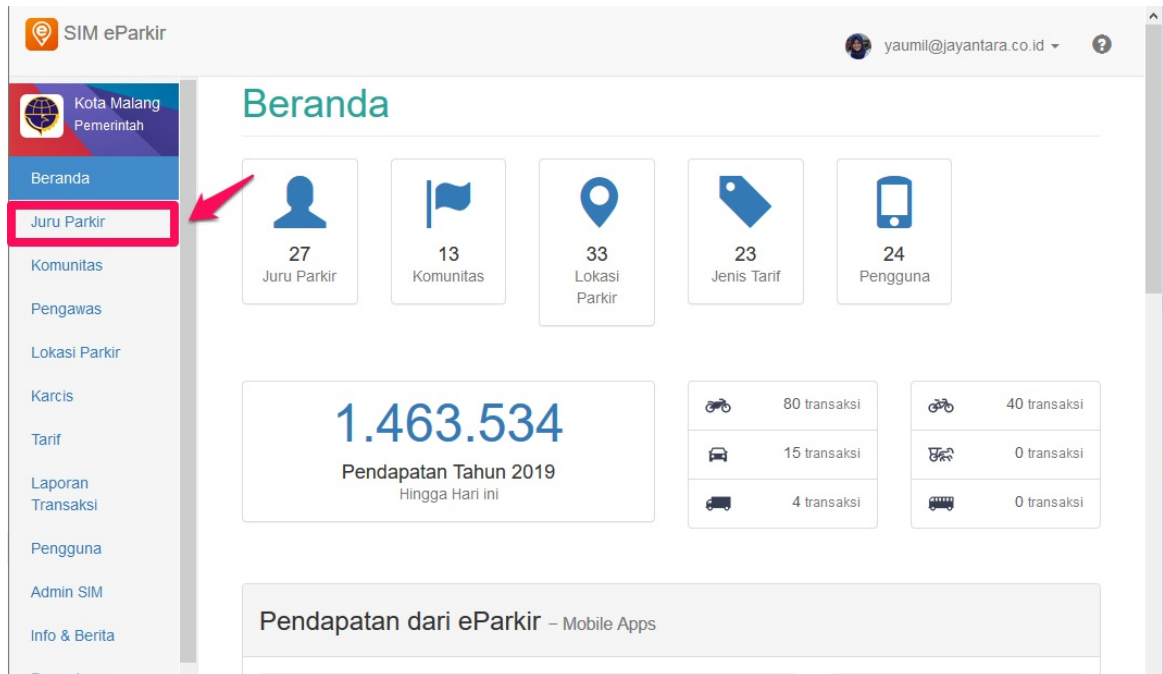 SIM eParkir
yaumil@jayantara.co.id
Kota Malang
Pemerintah
Beranda
Juru Parkir
Komunitas
Pengawas
Lokasi Parkir
Karcis
Tarif
Laporan
Transaksi
Pengguna
Admin SIM
Info & Berita
Beranda
27
Juru Parkir
13
Komunitas
33
Lokasi
Parkir
23
Jenis Tarif
24
Pengguna
1.463.534
Pendapatan Tahun 2019
Hingga Hari ini
80 transaksi
15 transaksi
4 transaksi
40 transaksi
0 transaksi
0 transaksi
Pendapatan dari eParkir – Mobile Apps